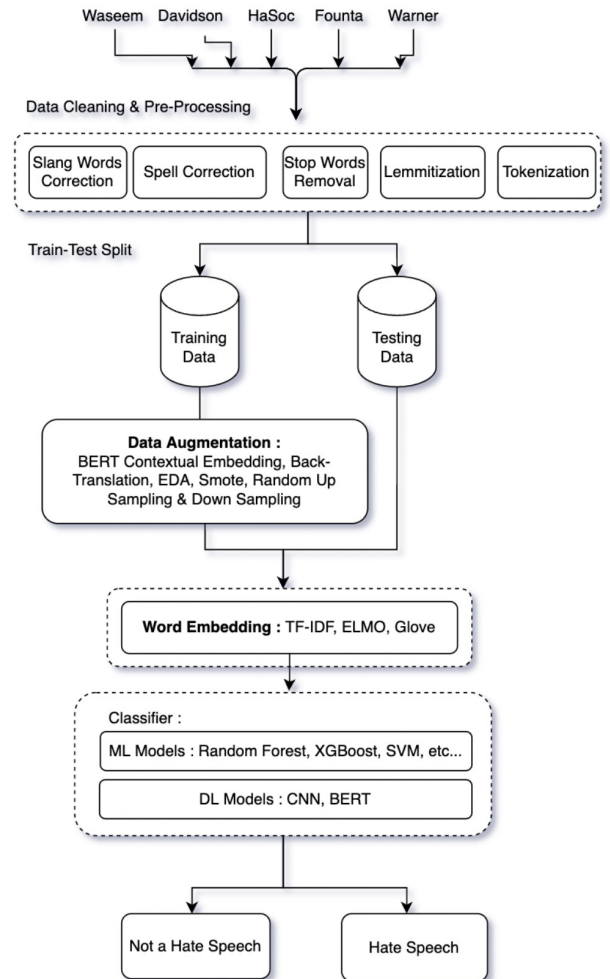 Waseem Davidson HaSoc Founta Warner
Data Cleaning & Pre-Processing
Slang Words
Correction
Spell Correction
Stop Words
Removal
Lemmitization
Tokenization
Train-Test Split
Training
Data
Testing
Data
Data Augmentation :
BERT Contextual Embedding, Back-
Translation, EDA, Smote, Random Up
Sampling & Down Sampling
Word Embedding : TF-IDF, ELMO, Glove
Classifier :
ML Models : Random Forest, XGBoost, SVM, etc...
DL Models : CNN, BERT
Not a Hate Speech
Hate Speech